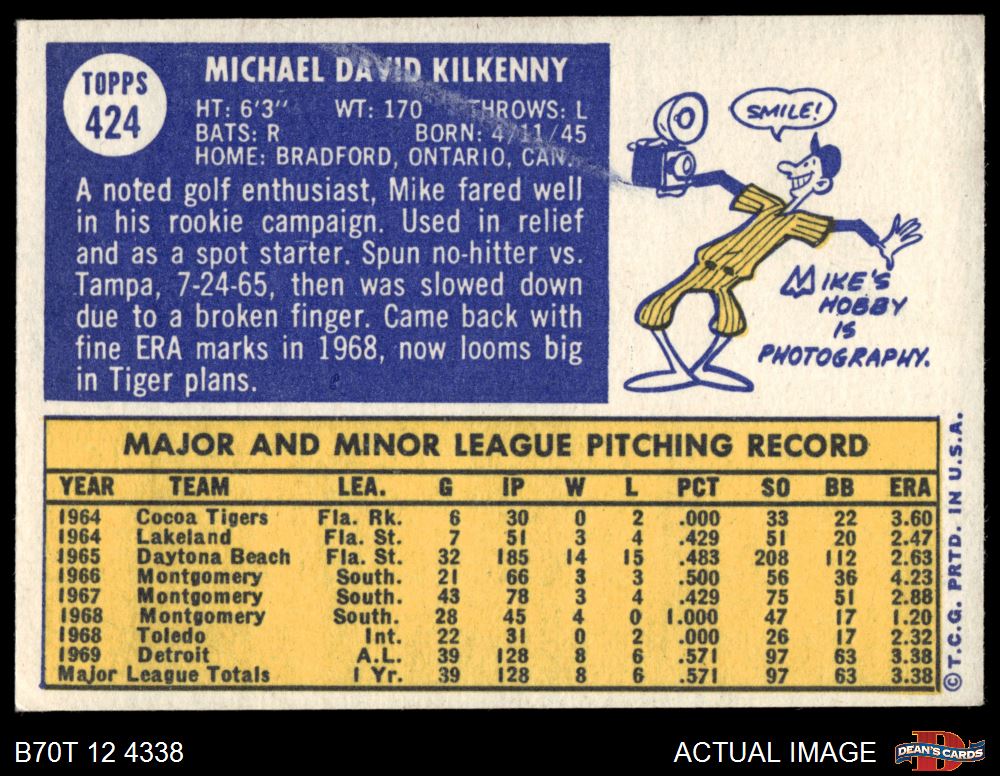 TOPPS
424
MICHAEL DAVID KILKENNY
HT: 6'3" WT: 170 THROWS: L
BATS: R BORN: 4/11/45
HOME: BRADFORD, ONTARIO, CAN.
A noted golf enthusiast, Mike fared well
in his rookie campaign. Used in relief
and as a spot starter. Spun no-hitter vs.
Tampa, 7-24-65, then was slowed down
due to a broken finger. Came back with
fine ERA marks in 1968, now looms big
in Tiger plans.
SMILE!
MIKE'S
HOBBY
IS
PHOTOGRAPHY.
MAJOR AND MINOR LEAGUE PITCHING RECORD
YEAR TEAM LEA. G IP W L PCT SO BB ERA
1964 Cocoa Tigers Fla. Rk. 6 30 0 2 .000 33 22 3.60
1964 Lakeland Fla. St. 7 51 3 4 .429 51 20 2.47
1965 Daytona Beach Fla. St. 32 185 14 15 .483 208 112 2.63
1966 Montgomery South. 21 66 3 3 .500 56 36 4.23
1967 Montgomery South. 43 78 3 4 .429 75 51 2.88
1968 Montgomery South. 28 45 4 0 1.000 47 17 1.20
1968 Toledo Int. 22 31 0 2 .000 26 17 2.32
1969 Detroit A.L. 39 128 8 6 .571 97 63 3.38
Major League Totals 1 Yr. 39 128 8 6 .571 97 63 3.38
©T.C.G. PRTD. IN U.S.A.
B70T 12 4338
ACTUAL IMAGE
DEAN'S CARDS